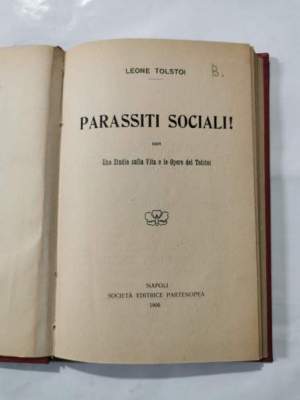 LEONE TOLSTOI
B.
PARASSITI SOCIALI!
con
Uno Studio sulla Vita e le Opere del Tolstoi
NAPOLI
SOCIETÀ EDITRICE PARTENOPEA